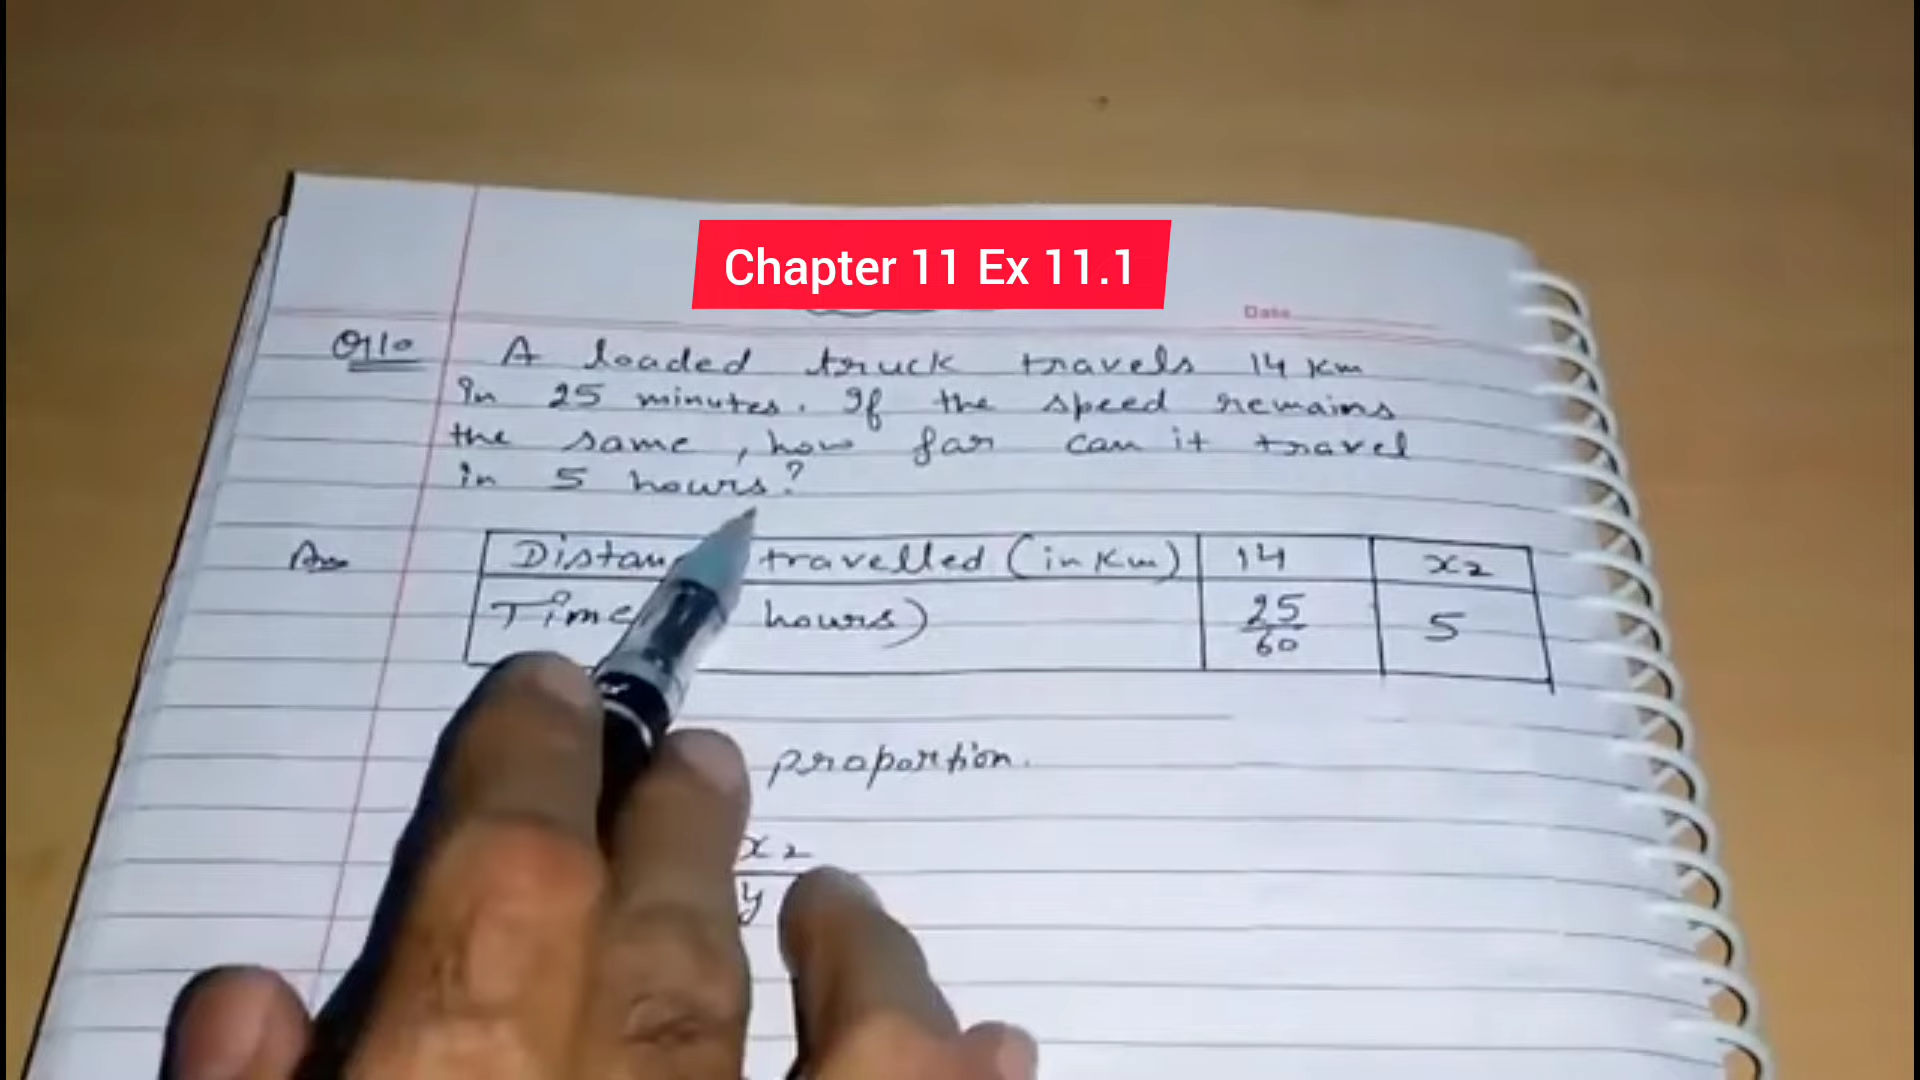 Chapter 11 Ex 11.1
Date
Q10 A loaded truck travels 14 Km
in 25 minutes. If the speed remains
the same, how far can it travel
in 5 hours?
Ans
Distan travelled (in Km) 14 x2
Time hours) 25/60 5
proportion.
x2
y